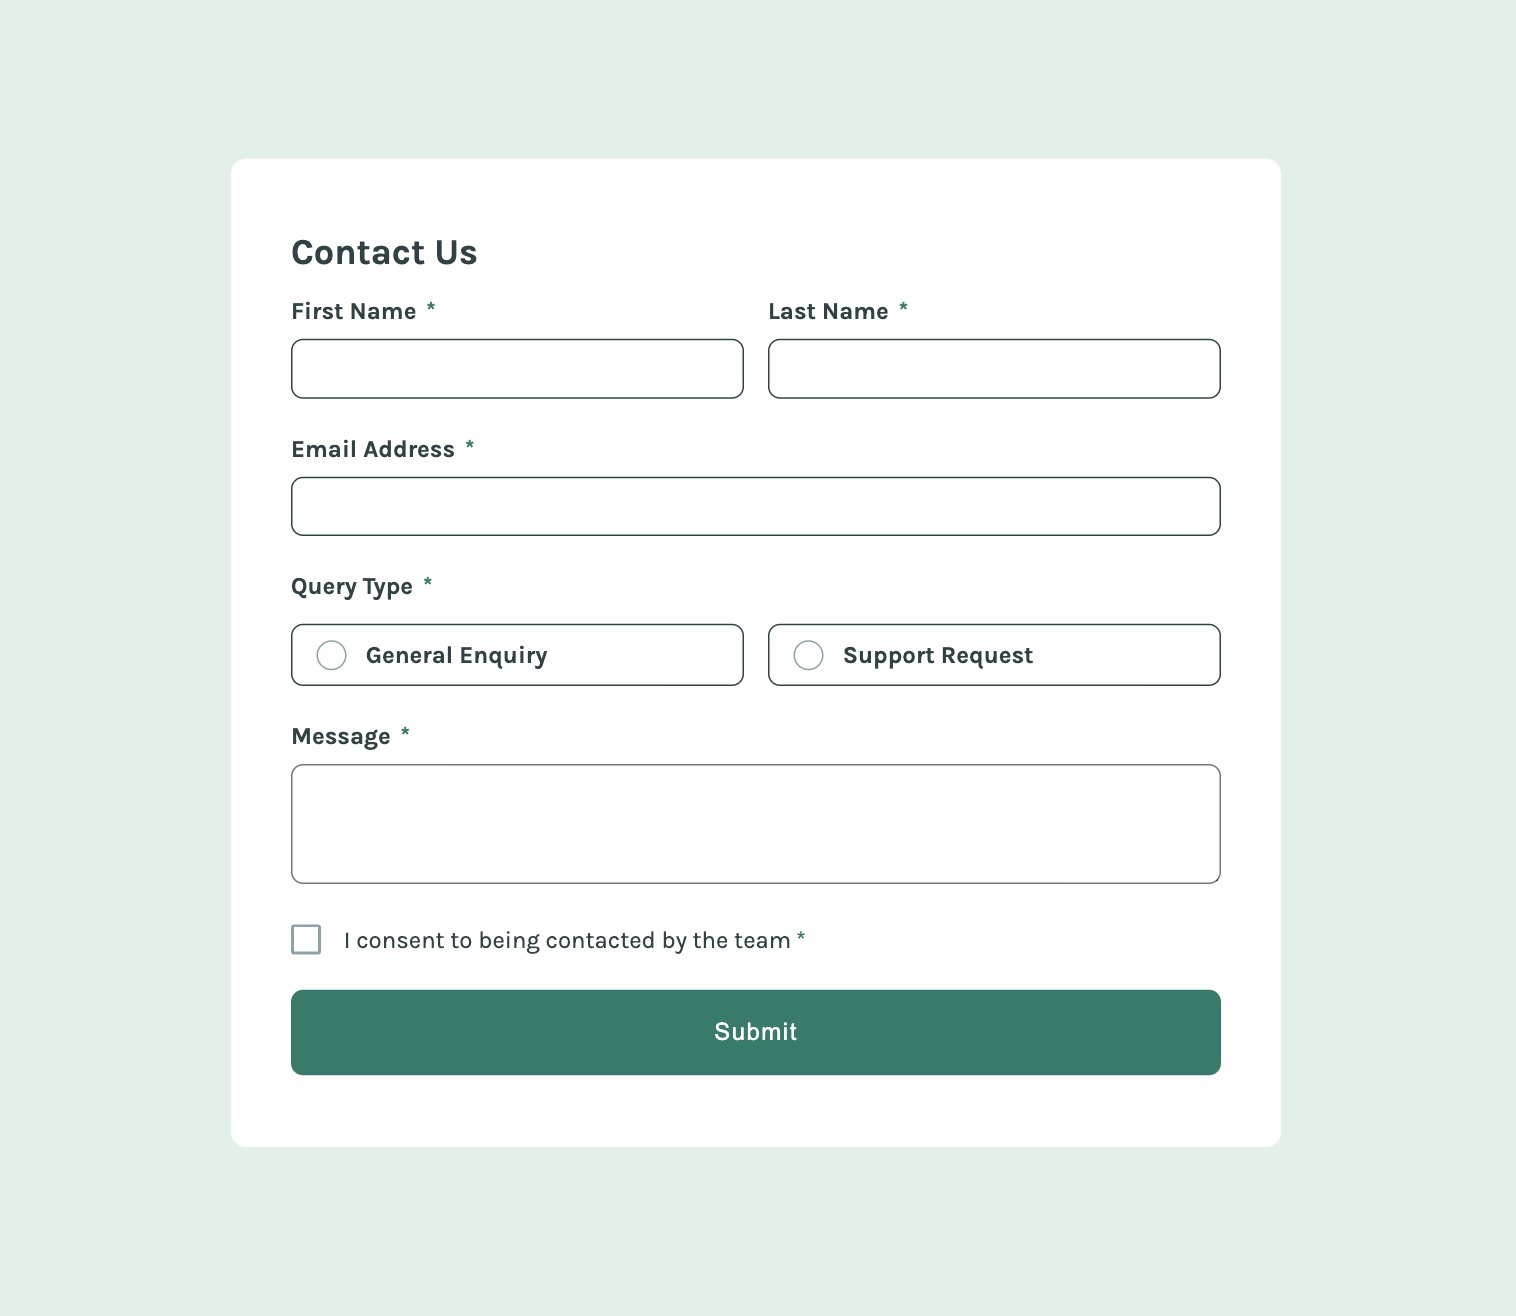 Contact Us
First Name *
Last Name *
Email Address *
Query Type *
General Enquiry
Support Request
Message *
I consent to being contacted by the team *
Submit